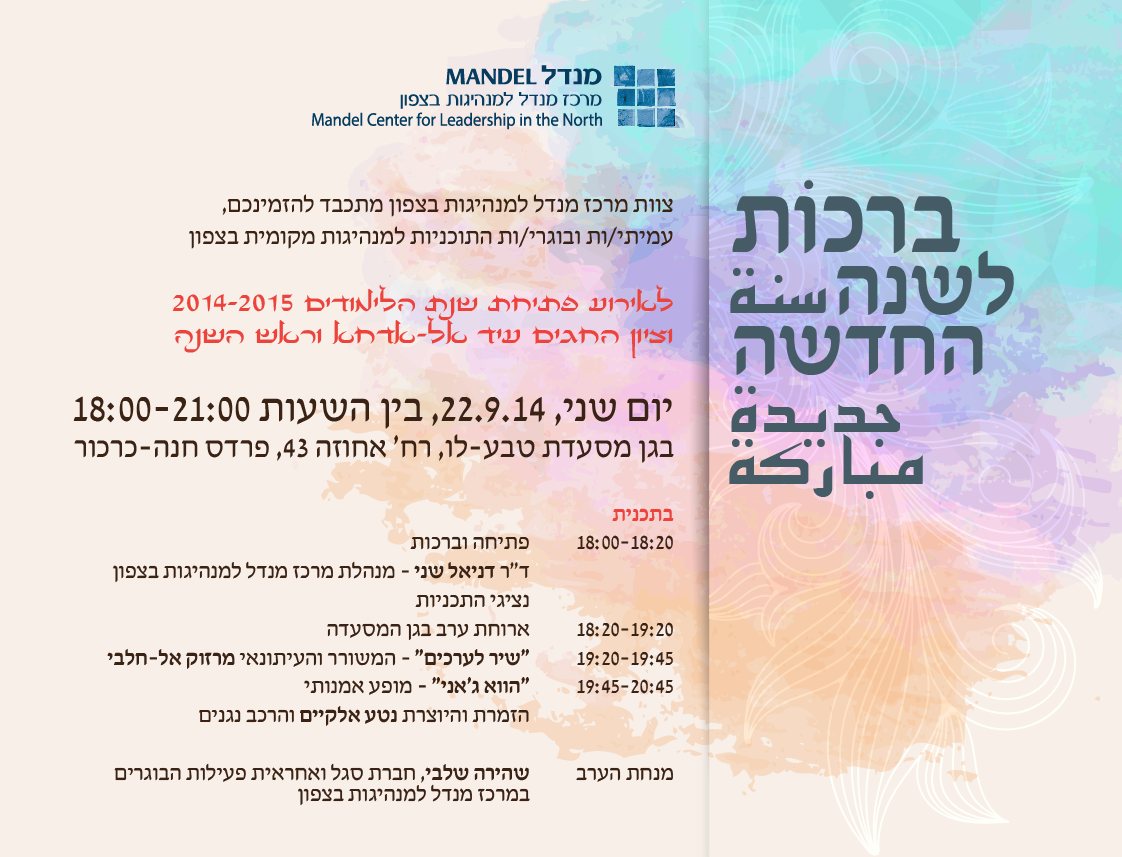 ברכות
לשנה سنة
החדשה
جديدة
مباركة
מנדל MANDEL
מרכז מנדל למנהיגות בצפון
Mandel Center for Leadership in the North
צוות מרכז מנדל למנהיגות בצפון מתכבד להזמינכם,
עמיתי/ות ובוגרי/ות התוכניות למנהיגות מקומית בצפון
לאירוע פתיחת שנת הלימודים 2014-2015
וציון החגים עיד אל-אדחא וראש השנה
יום שני, 22.9.14, בין השעות 18:00-21:00
בגן מסעדת טבע-לו, רח' אחוזה 43, פרדס חנה-כרכור
בתכנית
18:00-18:20 פתיחה וברכות
ד"ר דניאל שני - מנהלת מרכז מנדל למנהיגות בצפון
נציגי התכניות
18:20-19:20 ארוחת ערב בגן המסעדה
19:20-19:45 "שיר לערכים" - המשורר והעיתונאי מרזוק אל-חלבי
19:45-20:45 "הווא ג'אני" - מופע אמנותי
הזמרת והיוצרת נטע אלקיים והרכב נגנים
מנחת הערב שהירה שלבי, חברת סגל ואחראית פעילות הבוגרים
במרכז מנדל למנהיגות בצפון